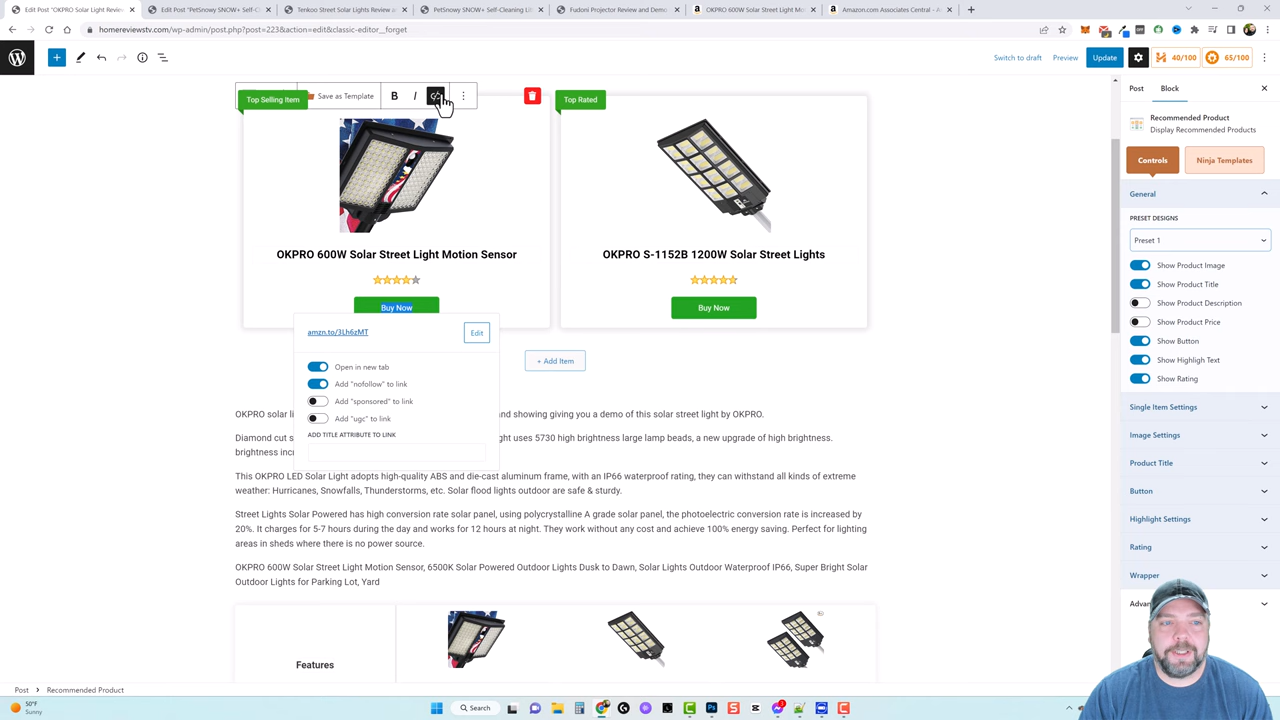 Edit Post "OKPRO Solar Light Review
Edit Post "PetSnowy SNOW+ Self-C
Tenkoo Street Solar Lights Review a
PetSnowy SNOW+ Self-Cleaning Li
Fudoni Projector Review and Demo
OKPRO 600W Solar Street Light Mo
Amazon.com Associates Central - A
homereviewstv.com/wp-admin/post.php?post=223&action=edit&classic-editor__forget
Switch to draft
Preview
Update
40/100
65/100
Save as Template
B
I
Top Selling Item
Top Rated
OKPRO 600W Solar Street Light Motion Sensor
OKPRO S-1152B 1200W Solar Street Lights
Buy Now
Buy Now
amzn.to/3Lh6zMT
Edit
Open in new tab
Add "nofollow" to link
Add "sponsored" to link
Add "ugc" to link
ADD TITLE ATTRIBUTE TO LINK
+ Add Item
OKPRO solar li
and showing giving you a demo of this solar street light by OKPRO.
Diamond cut s
ght uses 5730 high brightness large lamp beads, a new upgrade of high brightness.
brightness inc
This OKPRO LED Solar Light adopts high-quality ABS and die-cast aluminum frame, with an IP66 waterproof rating, they can withstand all kinds of extreme
weather: Hurricanes, Snowfalls, Thunderstorms, etc. Solar flood lights outdoor are safe & sturdy.
Street Lights Solar Powered has high conversion rate solar panel, using polycrystalline A grade solar panel, the photoelectric conversion rate is increased by
20%. It charges for 5-7 hours during the day and works for 12 hours at night. They work without any cost and achieve 100% energy saving. Perfect for lighting
areas in sheds where there is no power source.
OKPRO 600W Solar Street Light Motion Sensor, 6500K Solar Powered Outdoor Lights Dusk to Dawn, Solar Lights Outdoor Waterproof IP66, Super Bright Solar
Outdoor Lights for Parking Lot, Yard
Features
Post
Block
Recommended Product
Display Recommended Products
Controls
Ninja Templates
General
PRESET DESIGNS
Preset 1
Show Product Image
Show Product Title
Show Product Description
Show Product Price
Show Button
Show Highligh Text
Show Rating
Single Item Settings
Image Settings
Product Title
Button
Highlight Settings
Rating
Wrapper
Advan
Post
Recommended Product
50°F
Sunny
Search